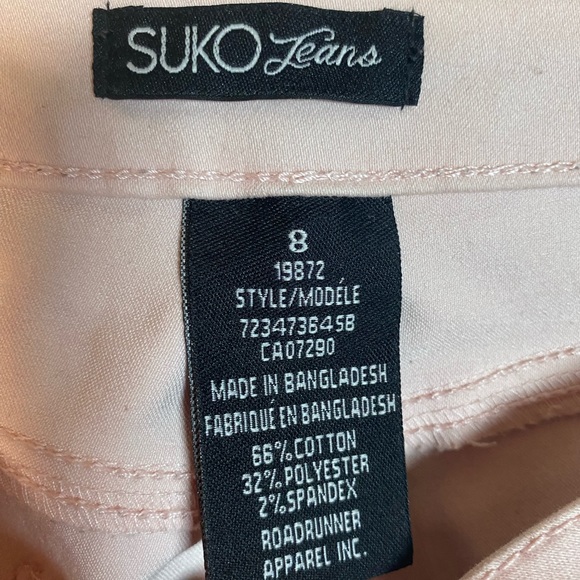 SUKO Jeans
8
19872
STYLE/MODÉLE
723473645B
CA07290
MADE IN BANGLADESH
FABRIQUÉ EN BANGLADESH
66% COTTON
32% POLYESTER
2% SPANDEX
ROADRUNNER
APPAREL INC.